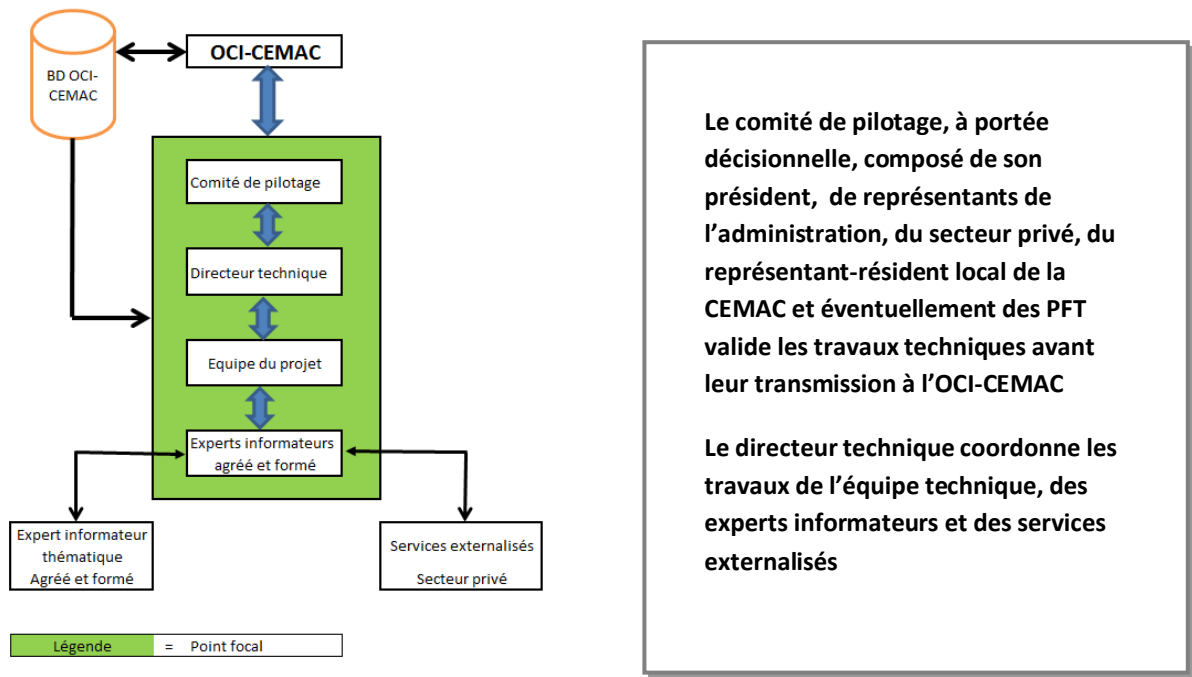 OCI-CEMAC
BD OCI-
CEMAC
Comité de pilotage
Directeur technique
Equipe du projet
Experts informateurs
agréé et formé
Expert informateur
thématique
Agréé et formé
Services externalisés
Secteur privé
Légende = Point focal
Le comité de pilotage, à portée
décisionnelle, composé de son
président, de représentants de
l’administration, du secteur privé, du
représentant-résident local de la
CEMAC et éventuellement des PFT
valide les travaux techniques avant
leur transmission à l’OCI-CEMAC
Le directeur technique coordonne les
travaux de l’équipe technique, des
experts informateurs et des services
externalisés